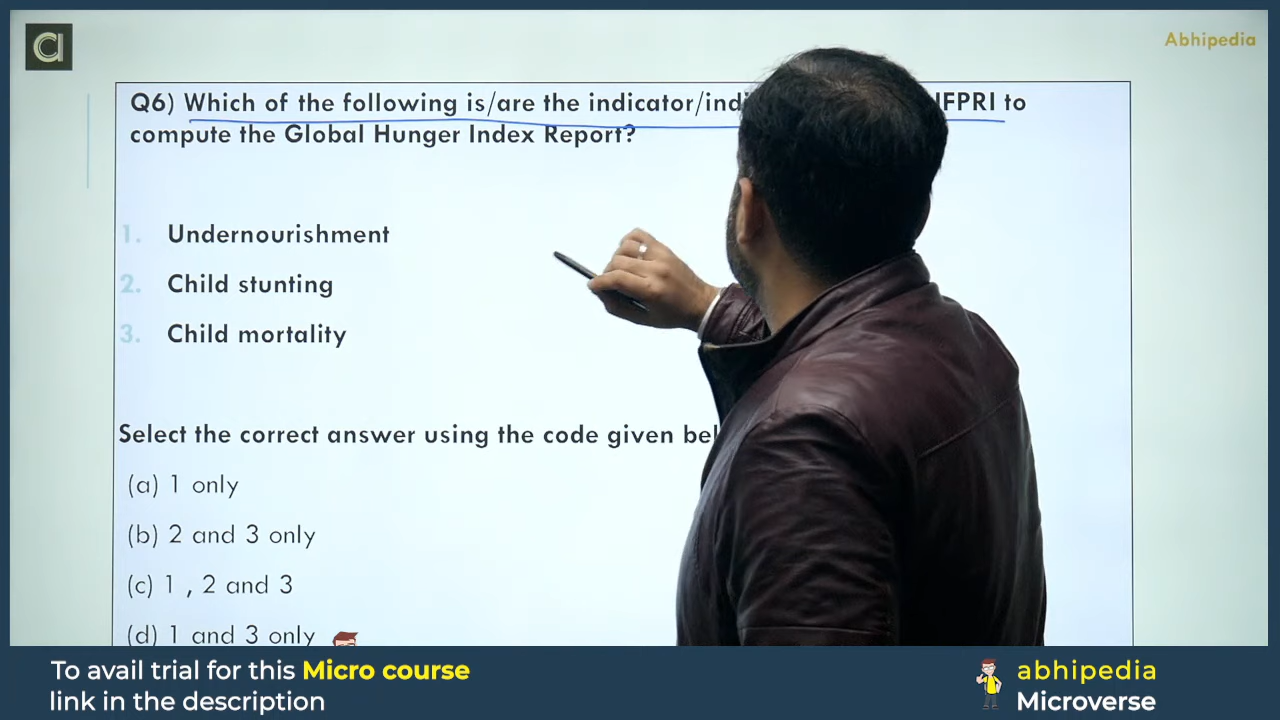 Abhipedia
Q6) Which of the following is/are the indicator/ IFPRI to
compute the Global Hunger Index Report?
1. Undernourishment
2. Child stunting
3. Child mortality
Select the correct answer using the code given
(a) 1 only
(b) 2 and 3 only
(c) 1 , 2 and 3
(d) 1 and 3 only
To avail trial for this Micro course
link in the description
abhipedia
Microverse